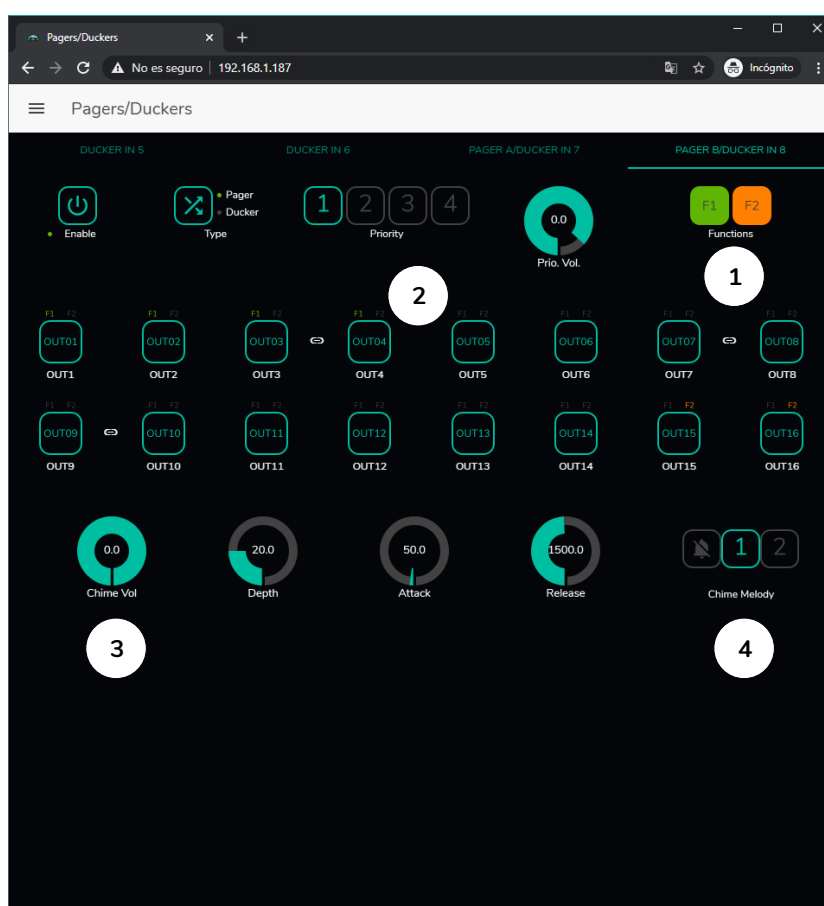 Pagers/Duckers
No es seguro | 192.168.1.187
Incógnito
Pagers/Duckers
DUCKER IN 5
DUCKER IN 6
PAGER A/DUCKER IN 7
PAGER B/DUCKER IN 8
Enable
Pager
Ducker
Type
1 2 3 4
Priority
0.0
Prio. Vol.
F1 F2
Functions
1
2
F1 F2 F1 F2 F1 F2 F1 F2 F1 F2 F1 F2 F1 F2 F1 F2
OUT01 OUT02 OUT03 OUT04 OUT05 OUT06 OUT07 OUT08
OUT1 OUT2 OUT3 OUT4 OUT5 OUT6 OUT7 OUT8
F1 F2 F1 F2 F1 F2 F1 F2 F1 F2 F1 F2 F1 F2 F1 F2
OUT09 OUT10 OUT11 OUT12 OUT13 OUT14 OUT15 OUT16
OUT9 OUT10 OUT11 OUT12 OUT13 OUT14 OUT15 OUT16
0.0
Chime Vol
20.0
Depth
50.0
Attack
1500.0
Release
1 2
Chime Melody
3
4